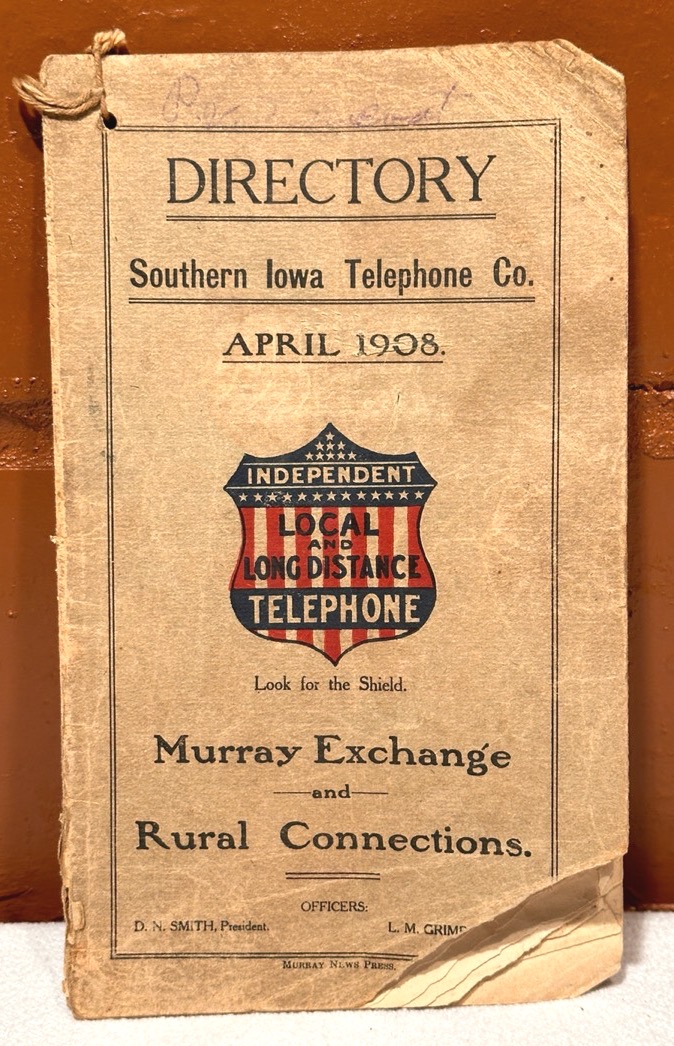 DIRECTORY
Southern Iowa Telephone Co.
APRIL 1908.
INDEPENDENT
LOCAL
AND
LONG DISTANCE
TELEPHONE
Look for the Shield.
Murray Exchange
and
Rural Connections.
OFFICERS:
D. N. SMITH, President. L. M.
MURRAY NEWS PRESS.